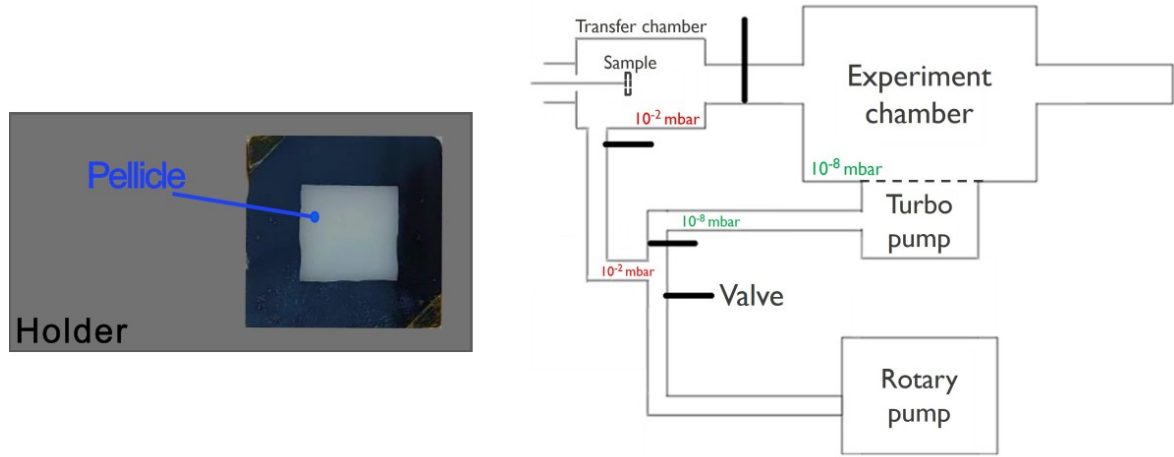 Pellicle
Holder
Transfer chamber
Sample
10⁻² mbar
Experiment
chamber
10⁻⁸ mbar
Turbo
pump
10⁻⁸ mbar
10⁻² mbar
Valve
Rotary
pump